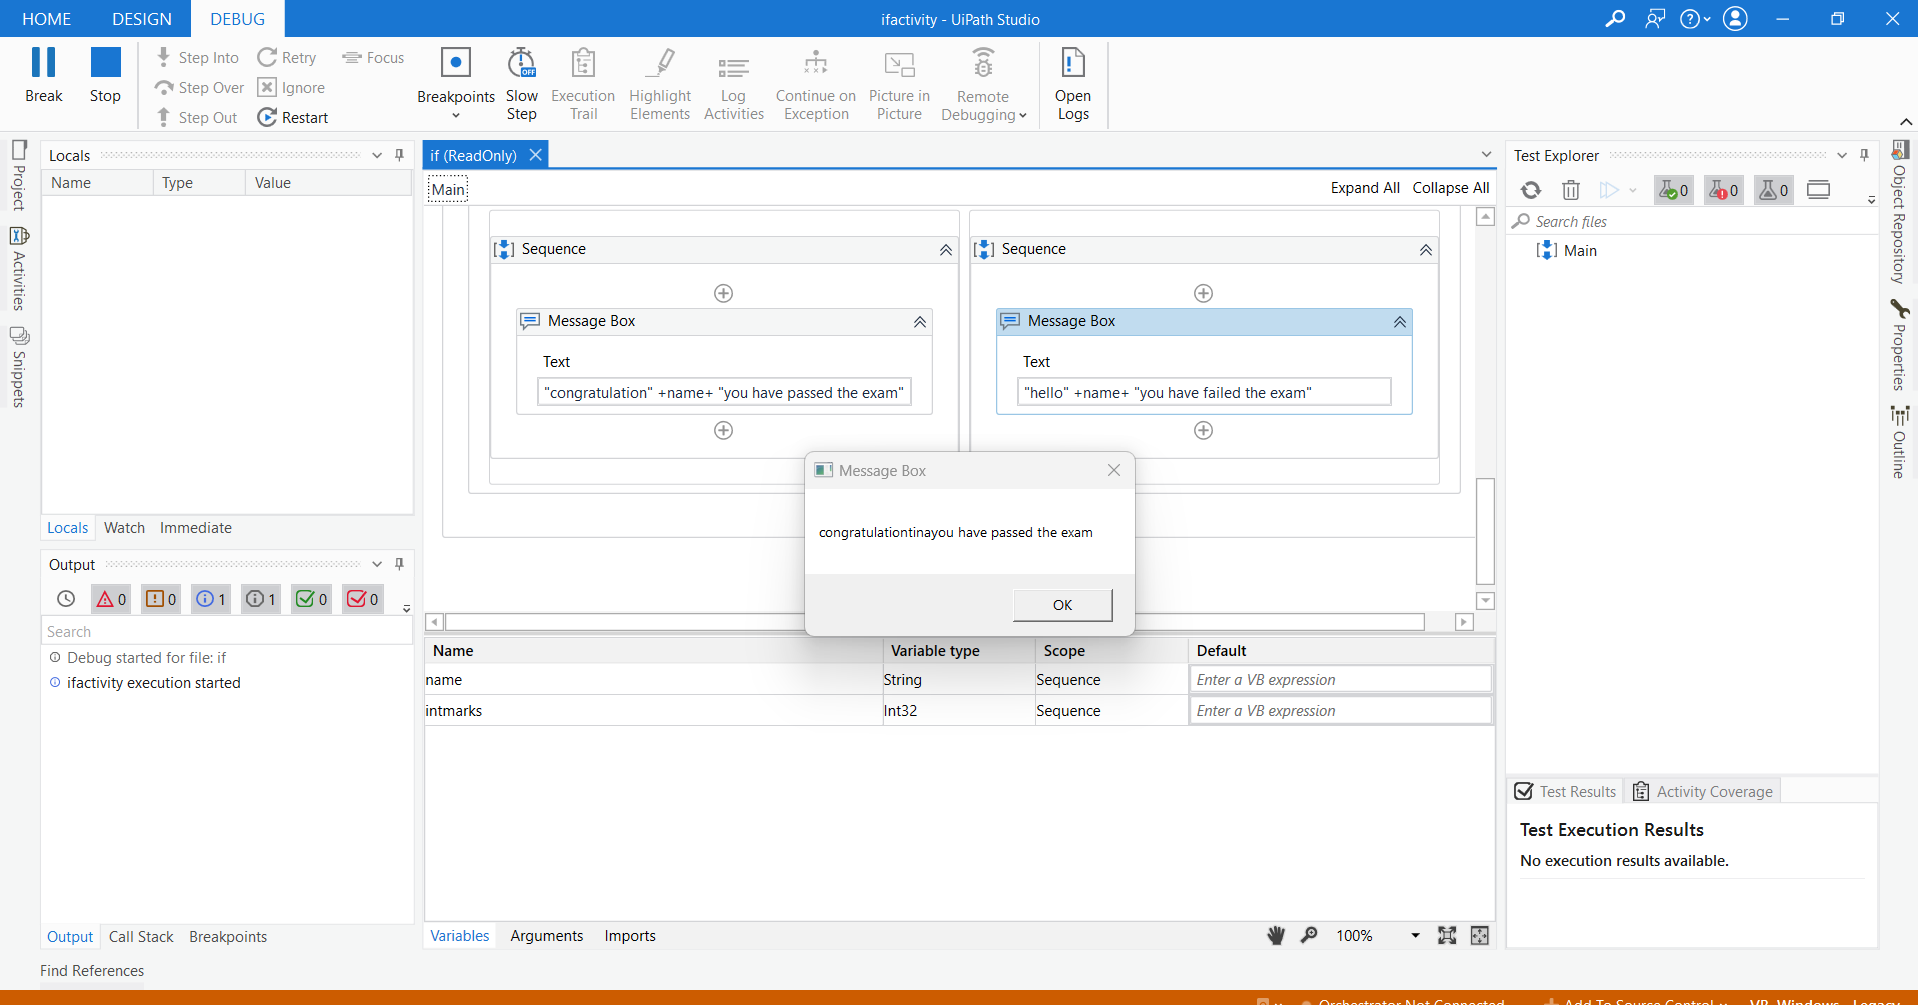 HOME DESIGN DEBUG
ifactivity - UiPath Studio
Break
Stop
Step Into
Step Over
Step Out
Retry
Ignore
Restart
Focus
Breakpoints
Slow Step
OFF
Execution Trail
Highlight Elements
Log Activities
Continue on Exception
Picture in Picture
Remote Debugging
Open Logs
Project
Activities
Snippets
Locals
Name Type Value
Locals Watch Immediate
Output
0 0 1 1 0 0
Search
Debug started for file: if
ifactivity execution started
Output Call Stack Breakpoints
Find References
if (ReadOnly)
Main
Expand All Collapse All
Sequence
Message Box
Text
"congratulation" +name+ "you have passed the exam"
Sequence
Message Box
Text
"hello" +name+ "you have failed the exam"
Message Box
congratulationtinayou have passed the exam
OK
Name Variable type Scope Default
name String Sequence Enter a VB expression
intmarks Int32 Sequence Enter a VB expression
Variables Arguments Imports
100%
Test Explorer
0 0 0
Search files
Main
Test Results Activity Coverage
Test Execution Results
No execution results available.
Object Repository
Properties
Outline
Orchestrator Not Connected Add To Source Control VB, Windows - Legacy